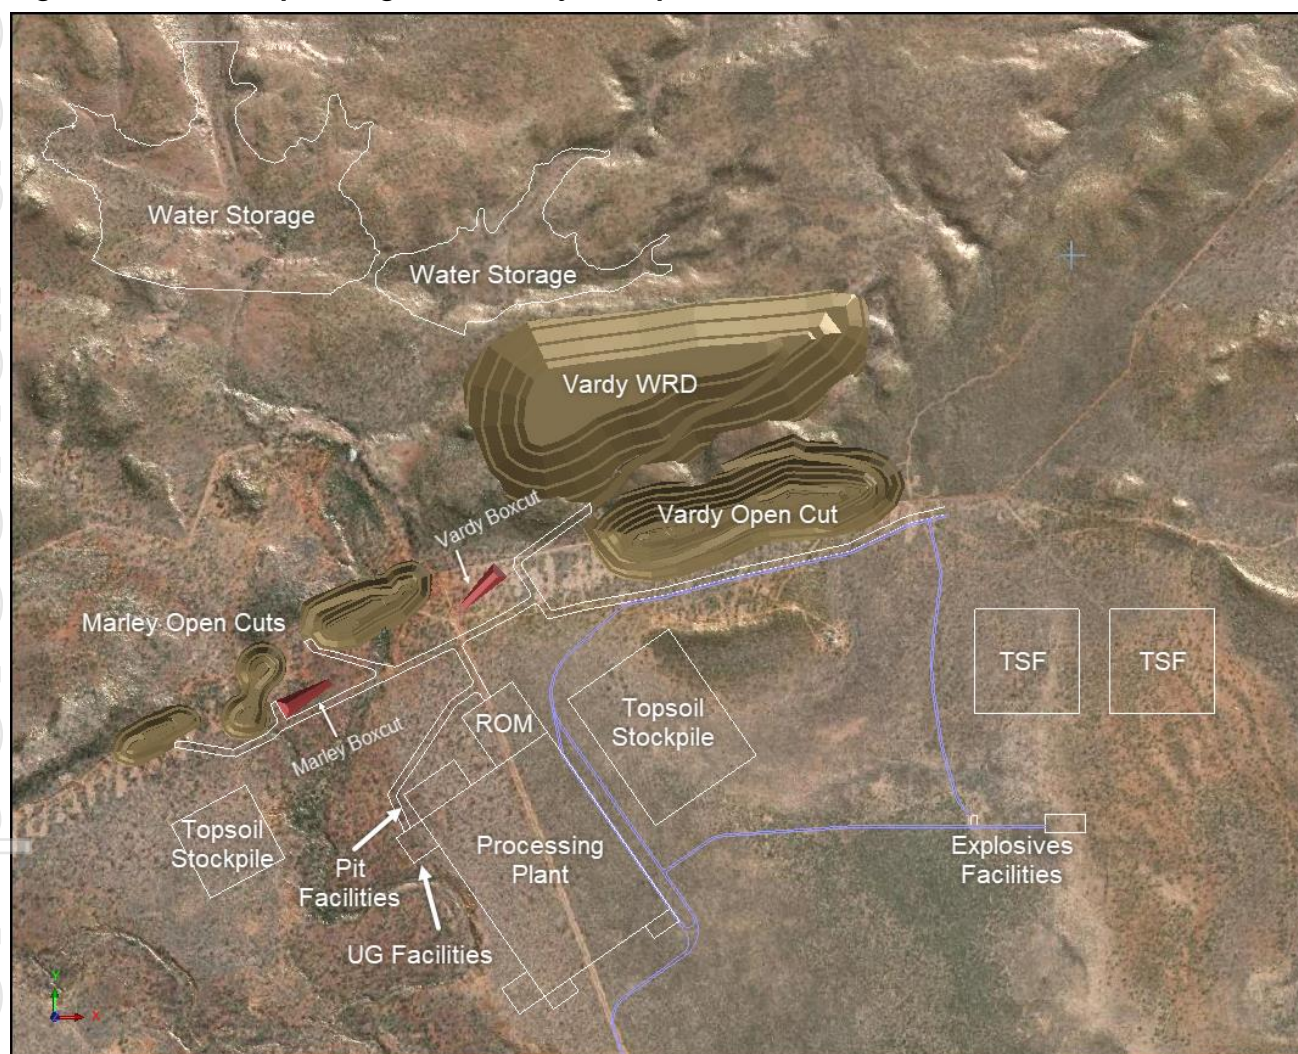 Water Storage
Water Storage
Vardy WRD
Vardy Boxcut
Vardy Open Cut
Marley Open Cuts
TSF
TSF
Topsoil
Stockpile
ROM
Marley Boxcut
Topsoil
Stockpile
Processing
Plant
Explosives
Facilities
Pit
Facilities
UG Facilities
Y
X